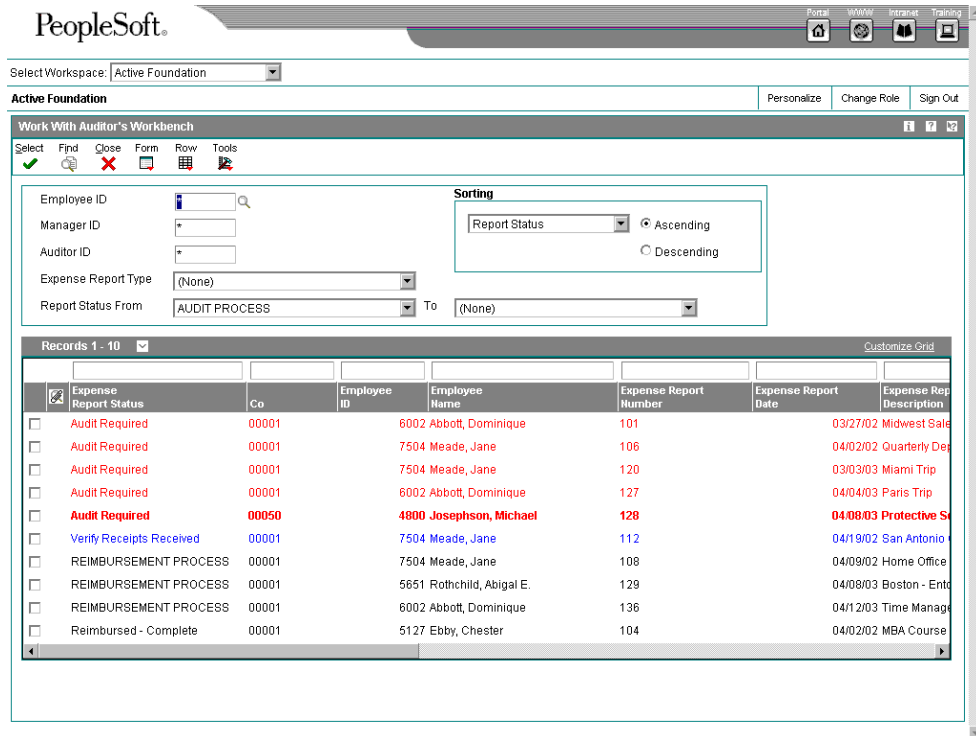 Portal WWW Intranet Training
PeopleSoft.
Select Workspace: Active Foundation
Active Foundation Personalize Change Role Sign Out
Work With Auditor's Workbench
Select Find Close Form Row Tools
Employee ID *
Manager ID *
Auditor ID *
Expense Report Type (None)
Report Status From AUDIT PROCESS To (None)
Sorting
Report Status Ascending
Descending
Records 1 - 10 Customize Grid
Expense Report Status Co Employee ID Employee Name Expense Report Number Expense Report Date Expense Rep Description
Audit Required 00001 6002 Abbott, Dominique 101 03/27/02 Midwest Sale
Audit Required 00001 7504 Meade, Jane 106 04/02/02 Quarterly Dep
Audit Required 00001 7504 Meade, Jane 120 03/03/03 Miami Trip
Audit Required 00001 6002 Abbott, Dominique 127 04/04/03 Paris Trip
Audit Required 00050 4800 Josephson, Michael 128 04/08/03 Protective Se
Verify Receipts Received 00001 7504 Meade, Jane 112 04/19/02 San Antonio
REIMBURSEMENT PROCESS 00001 7504 Meade, Jane 108 04/09/02 Home Office
REIMBURSEMENT PROCESS 00001 5651 Rothchild, Abigal E. 129 04/08/03 Boston - Ente
REIMBURSEMENT PROCESS 00001 6002 Abbott, Dominique 136 04/12/03 Time Manage
Reimbursed - Complete 00001 5127 Ebby, Chester 104 04/02/02 MBA Course